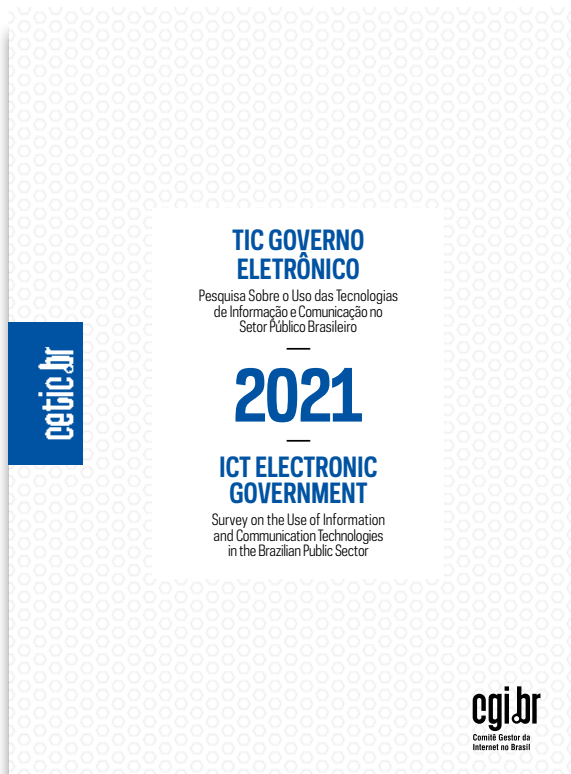 TIC GOVERNO
ELETRÔNICO
Pesquisa Sobre o Uso das Tecnologias
de Informação e Comunicação no
Setor Público Brasileiro
2021
ICT ELECTRONIC
GOVERNMENT
Survey on the Use of Information
and Communication Technologies
in the Brazilian Public Sector
cetic.br
cgi.br
Comitê Gestor da
Internet no Brasil